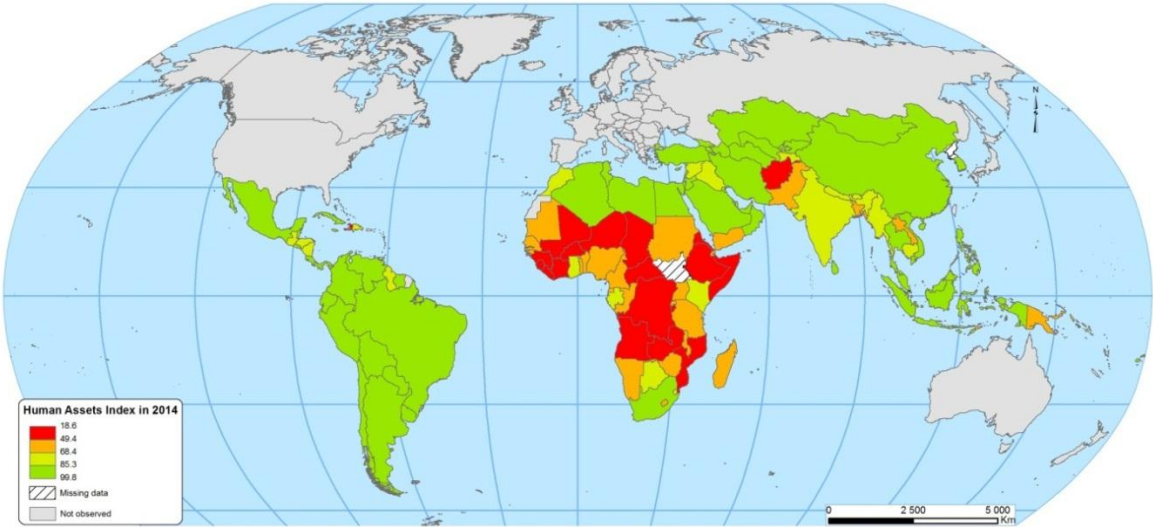 N
Human Assets Index in 2014
18.6
49.4
68.4
85.3
99.8
Missing data
Not observed
0 2 500 5 000
Km